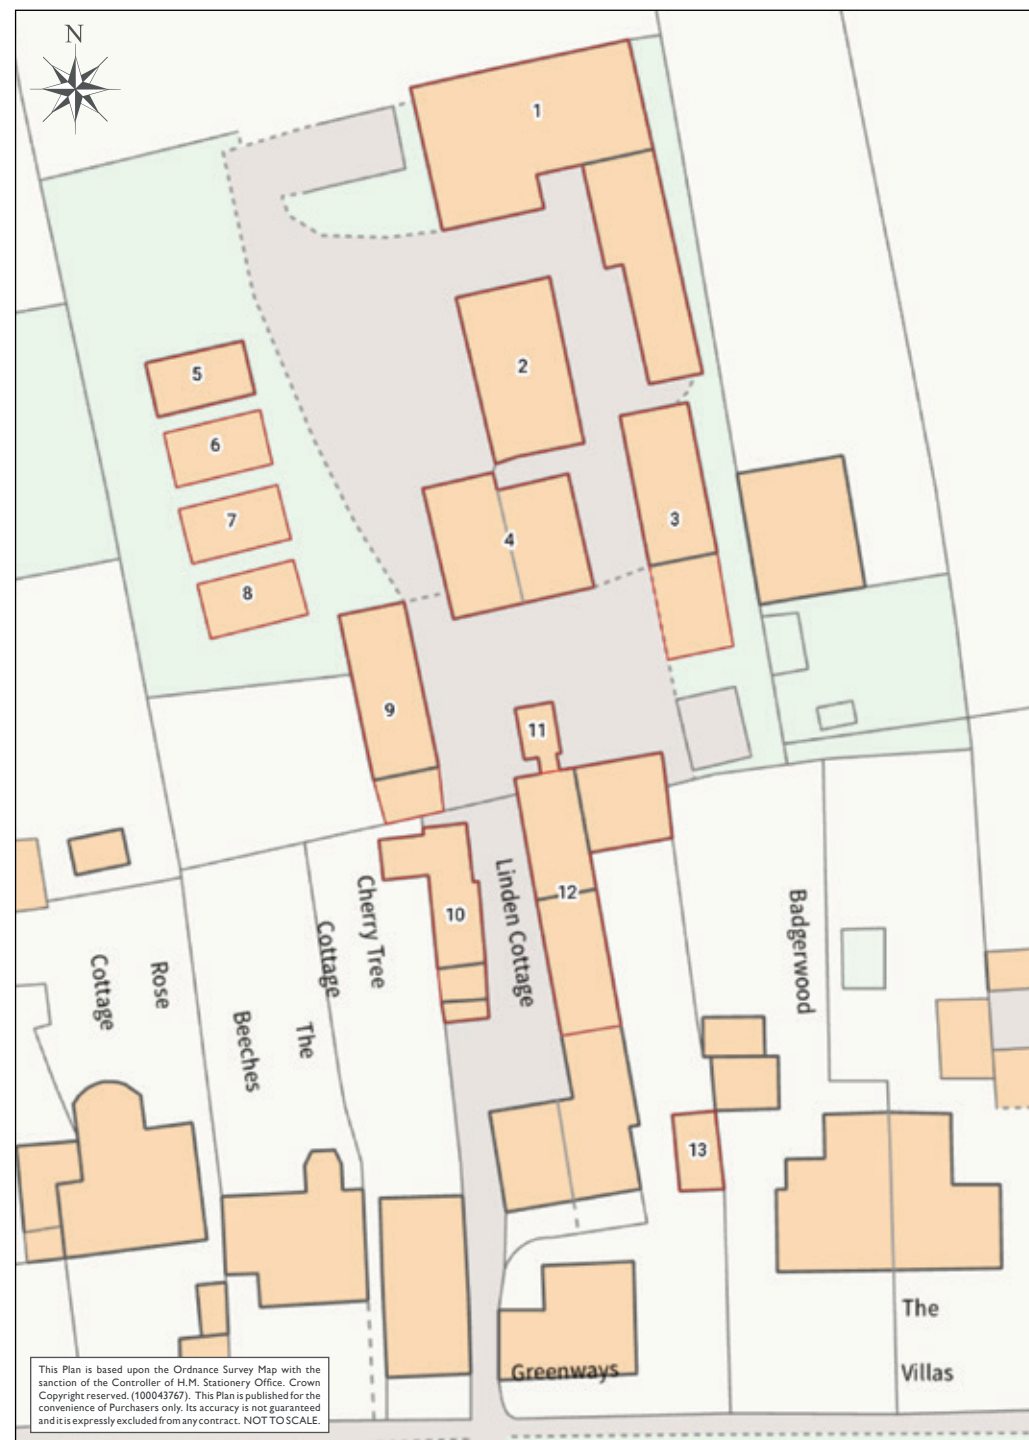 N
1
2
3
4
5
6
7
8
9
10
11
12
13
Linden Cottage
Cherry Tree
Cottage
Badgerwood
Rose
Cottage
The
Beeches
The
Villas
Greenways
This Plan is based upon the Ordnance Survey Map with the
sanction of the Controller of H.M. Stationery Office. Crown
Copyright reserved. (100043767). This Plan is published for the
convenience of Purchasers only. Its accuracy is not guaranteed
and it is expressly excluded from any contract. NOT TO SCALE.